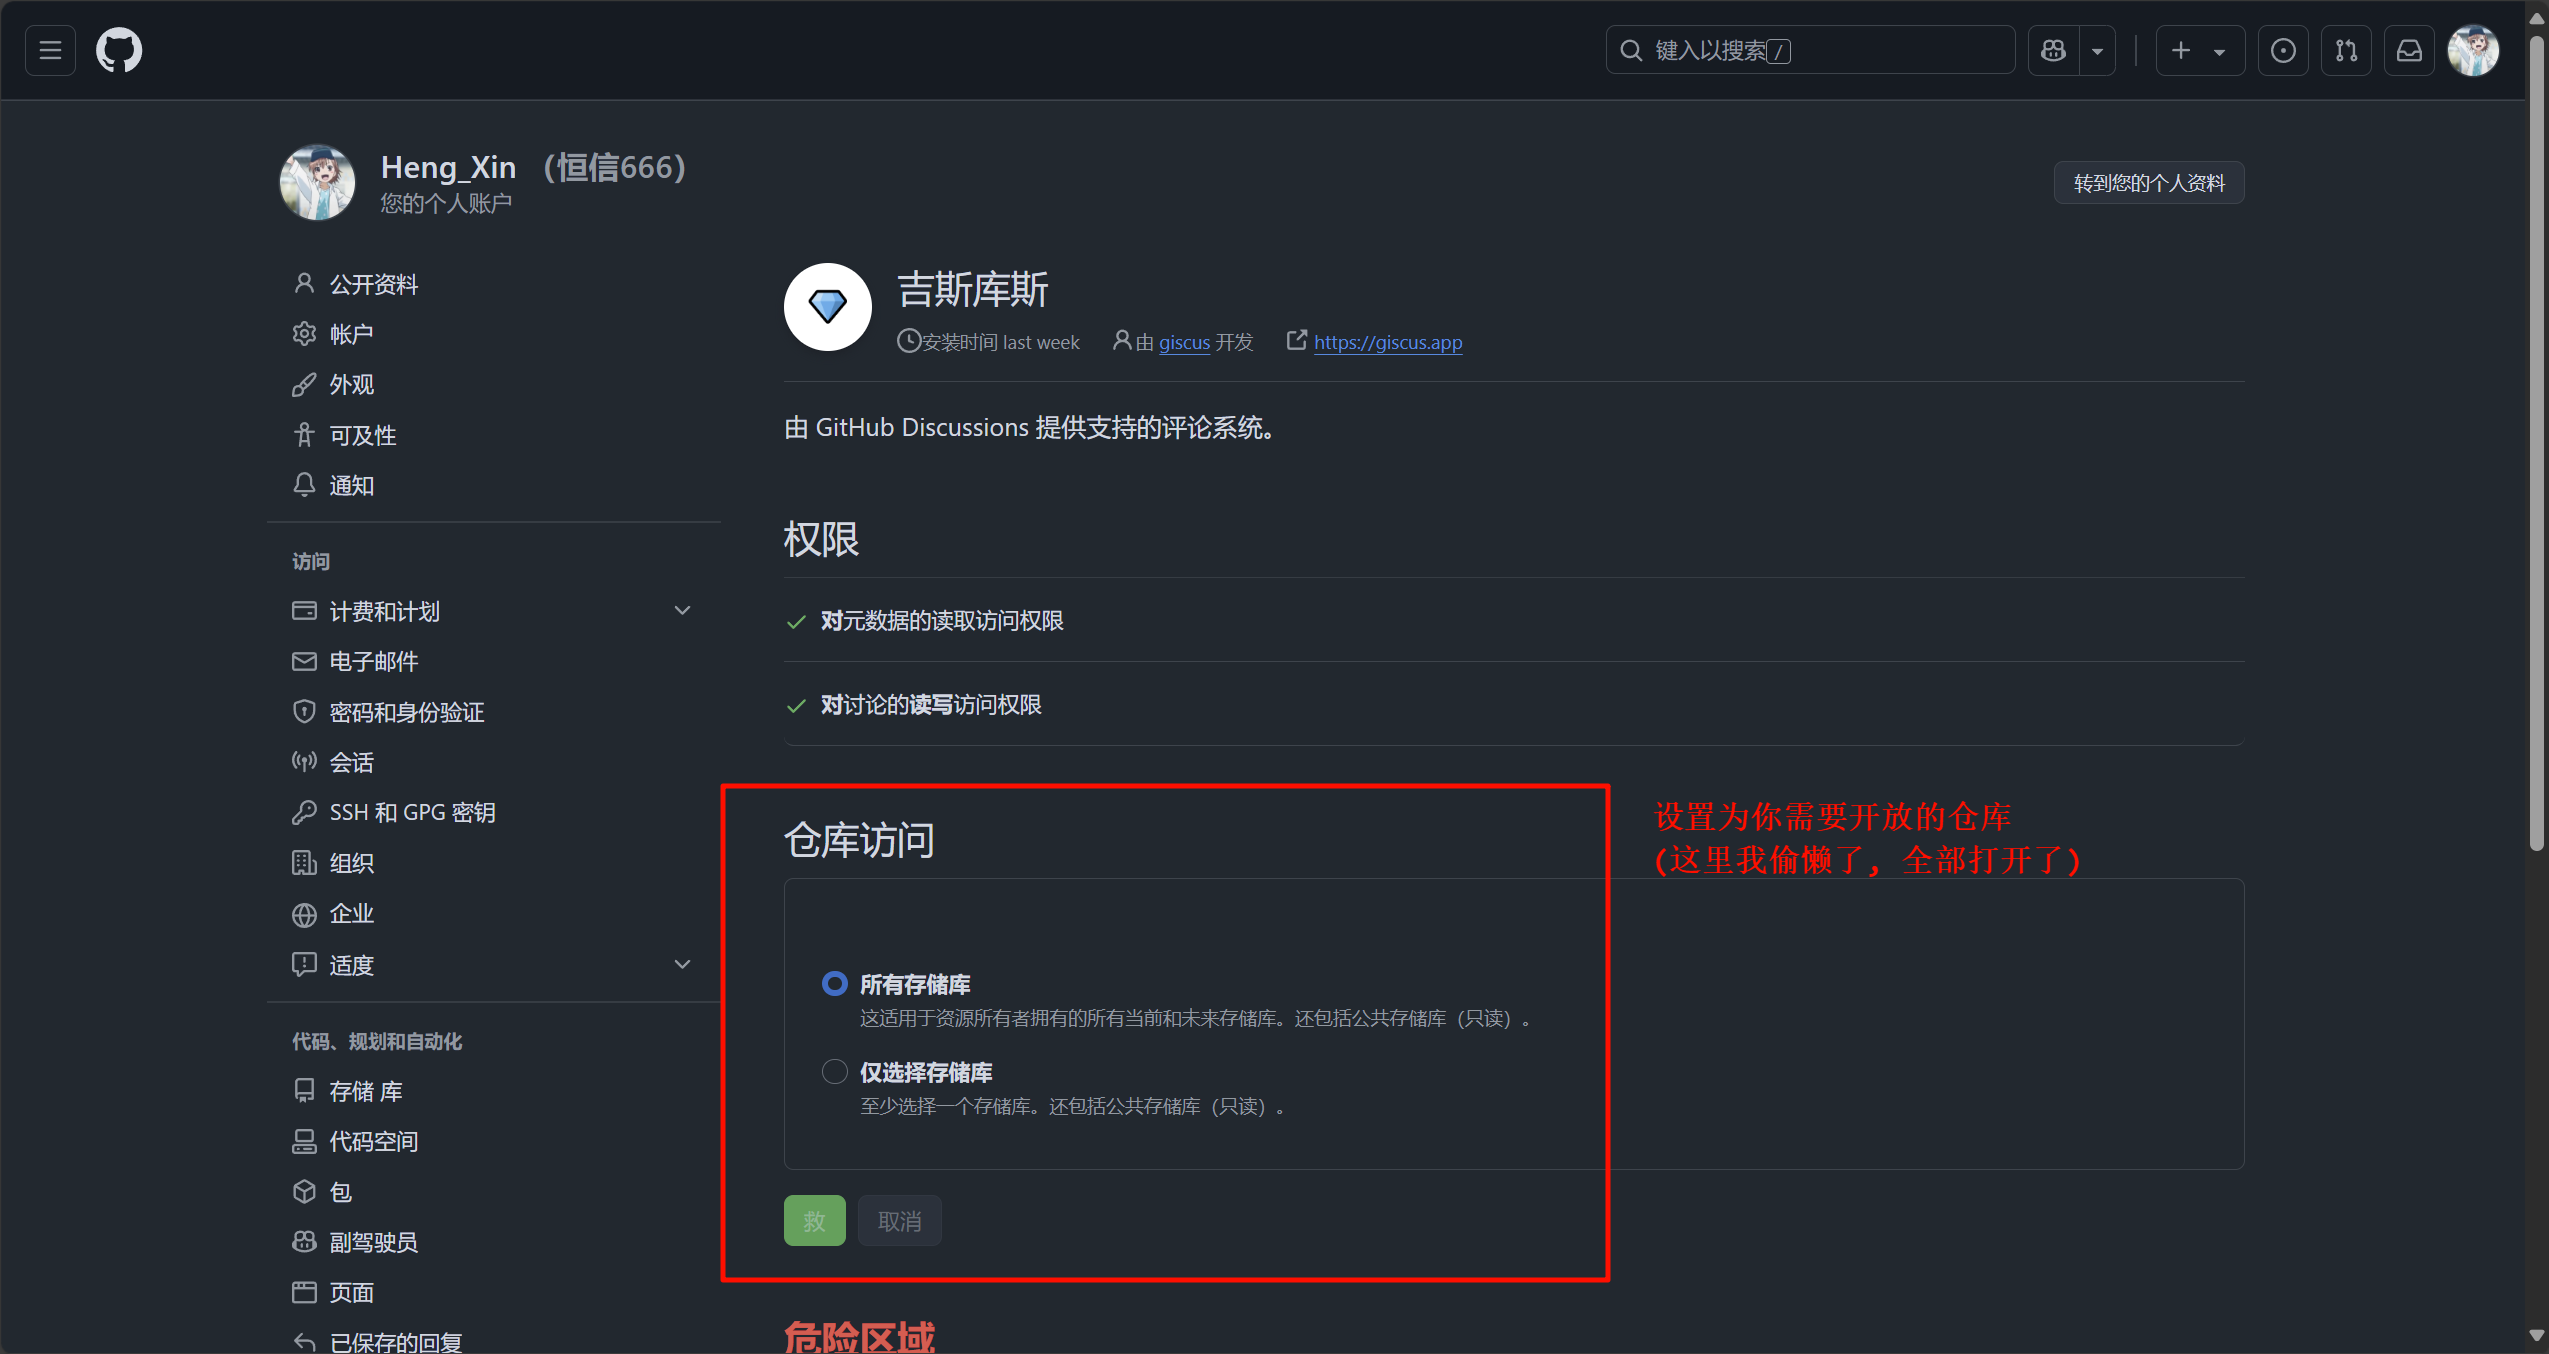 键入以搜索 /
Heng_Xin （恒信666）
您的个人账户
转到您的个人资料
公开资料
帐户
外观
可及性
通知
访问
计费和计划
电子邮件
密码和身份验证
会话
SSH 和 GPG 密钥
组织
企业
适度
代码、规划和自动化
存储 库
代码空间
包
副驾驶员
页面
已保存的回复
吉斯库斯
安装时间 last week 由 giscus 开发 https://giscus.app
由 GitHub Discussions 提供支持的评论系统。
权限
对元数据的读取访问权限
对讨论的读写访问权限
仓库访问
设置为你需要开放的仓库
(这里我偷懒了, 全部打开了)
所有存储库
这适用于资源所有者拥有的所有当前和未来存储库。还包括公共存储库（只读）。
仅选择存储库
至少选择一个存储库。还包括公共存储库（只读）。
救 取消
危险区域